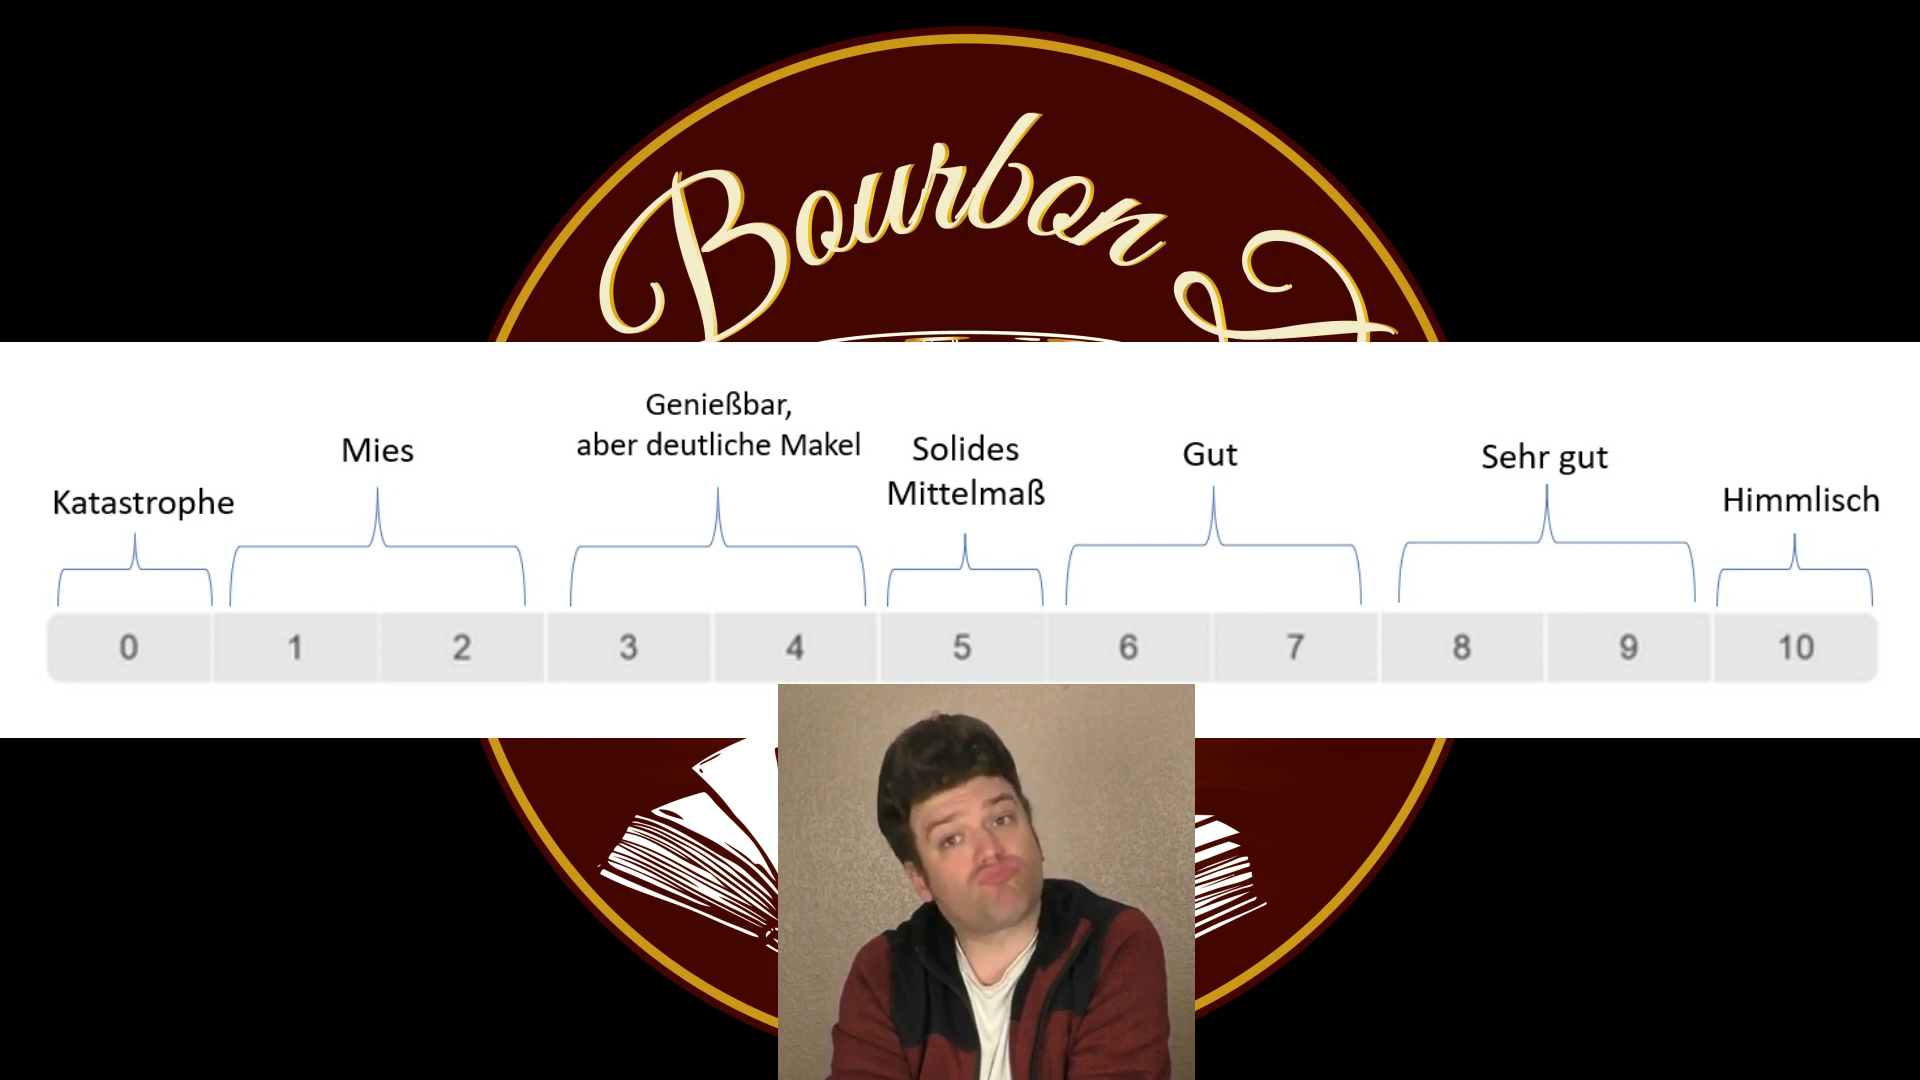 Bourbon
Genießbar,
aber deutliche Makel
Mies
Solides
Mittelmaß
Gut
Sehr gut
Katastrophe
Himmlisch
0 1 2 3 4 5 6 7 8 9 10